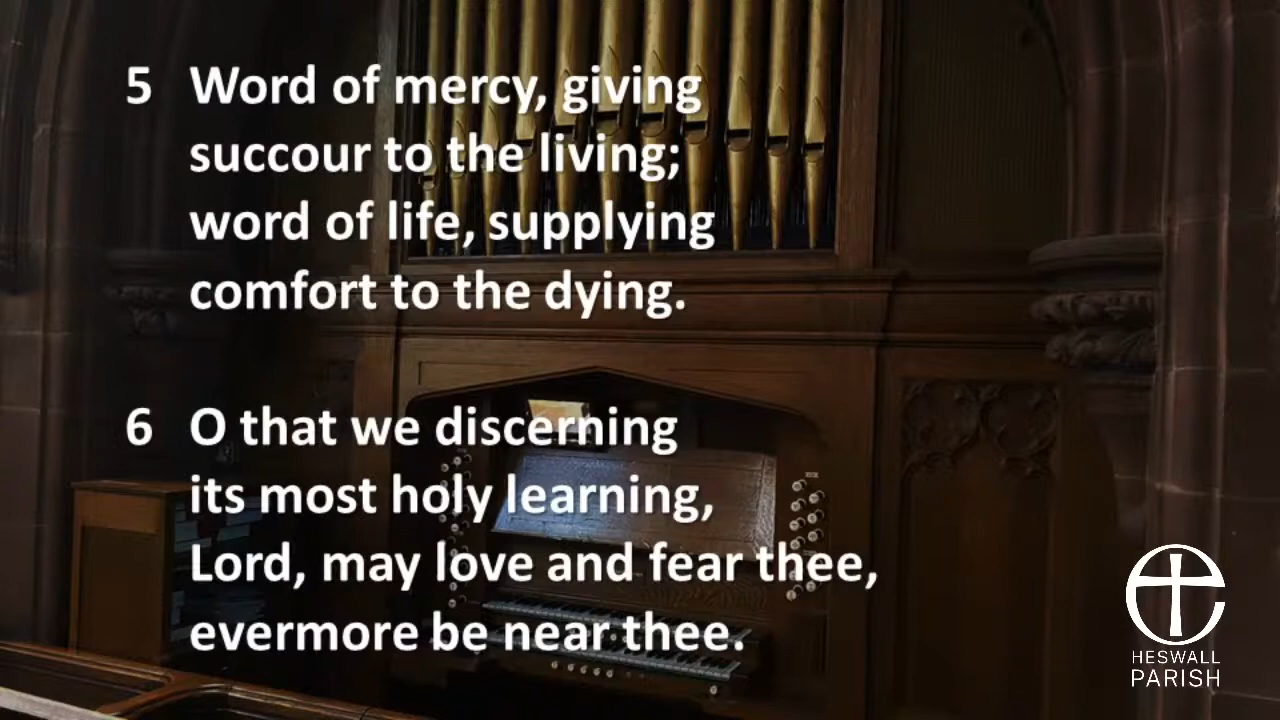 5 Word of mercy, giving
succour to the living;
word of life, supplying
comfort to the dying.
6 O that we discerning
its most holy learning,
Lord, may love and fear thee,
evermore be near thee.
HESWALL
PARISH